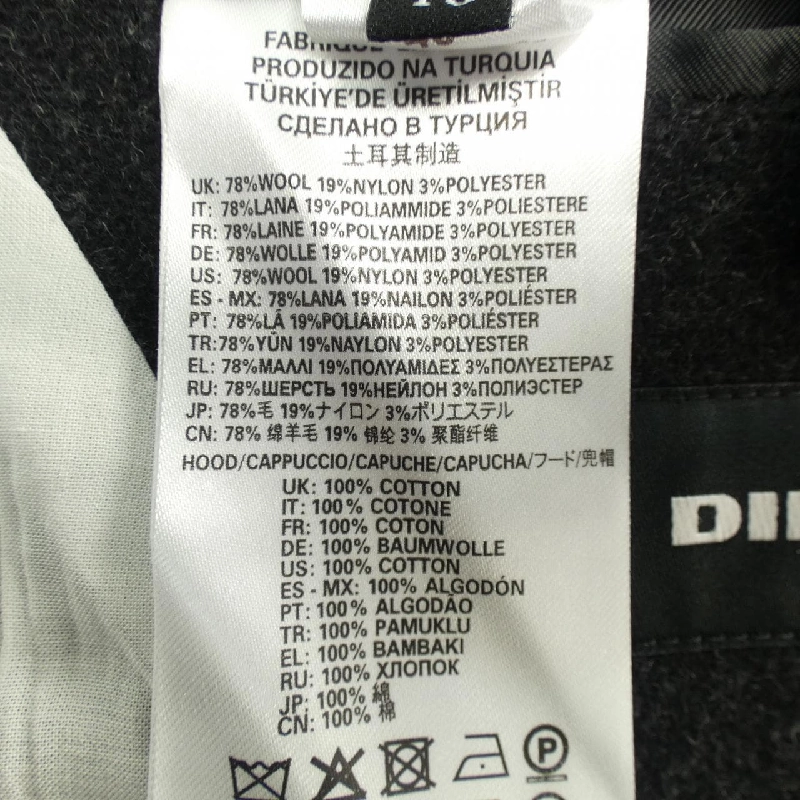 PRODUZIDO NA TURQUIA
TÜRKİYE'DE ÜRETİLMİŞTİR
СДЕЛАНО В ТУРЦИЯ
土耳其制造
UK: 78%WOOL 19%NYLON 3%POLYESTER
IT: 78%LANA 19%POLIAMMIDE 3%POLIESTERE
FR: 78%LAINE 19%POLYAMIDE 3%POLYESTER
DE: 78%WOLLE 19%POLYAMID 3%POLYESTER
US: 78%WOOL 19%NYLON 3%POLYESTER
ES - MX: 78%LANA 19%NAILON 3%POLIÉSTER
PT: 78%LÃ 19%POLIAMIDA 3%POLIÉSTER
TR:78%YÜN 19%NAYLON 3%POLYESTER
EL: 78%ΜΑΛΛΙ 19%ΠΟΛΥΑΜΙΔΕΣ 3%ΠΟΛΥΕΣΤΕΡΑΣ
RU: 78%ШЕРСТЬ 19%НЕЙЛОН 3%ПОЛИЭСТЕР
JP: 78%毛 19%ナイロン 3%ポリエステル
CN: 78% 绵羊毛 19% 锦纶 3% 聚酯纤维
HOOD/CAPPUCCIO/CAPUCHE/CAPUCHA/フード/兜帽
UK: 100% COTTON
IT: 100% COTONE
FR: 100% COTON
DE: 100% BAUMWOLLE
US: 100% COTTON
ES - MX: 100% ALGODÓN
PT: 100% ALGODÃO
TR: 100% PAMUKLU
EL: 100% ΒΑΜΒΑΚΙ
RU: 100% ХЛОПОК
JP: 100% 綿
CN: 100% 棉
P